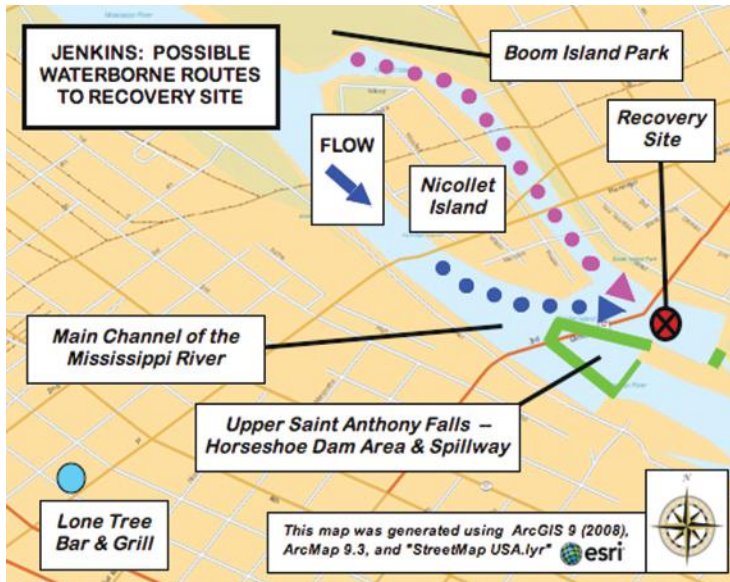 Mississippi River
JENKINS: POSSIBLE
WATERBORNE ROUTES
TO RECOVERY SITE
Boom Island Park
Recovery
Site
FLOW
Nicollet
Island
Main Channel of the
Mississippi River
Upper Saint Anthony Falls –
Horseshoe Dam Area & Spillway
Lone Tree
Bar & Grill
This map was generated using ArcGIS 9 (2008),
ArcMap 9.3, and "StreetMap USA.lyr"
esri
N